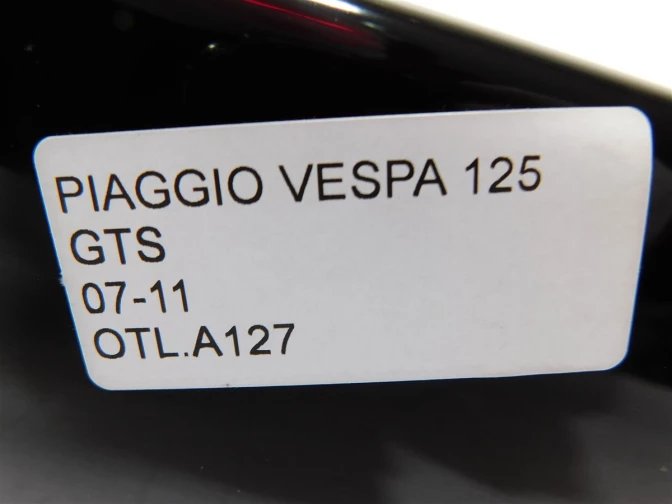 PIAGGIO VESPA 125
GTS
07-11
OTL.A127